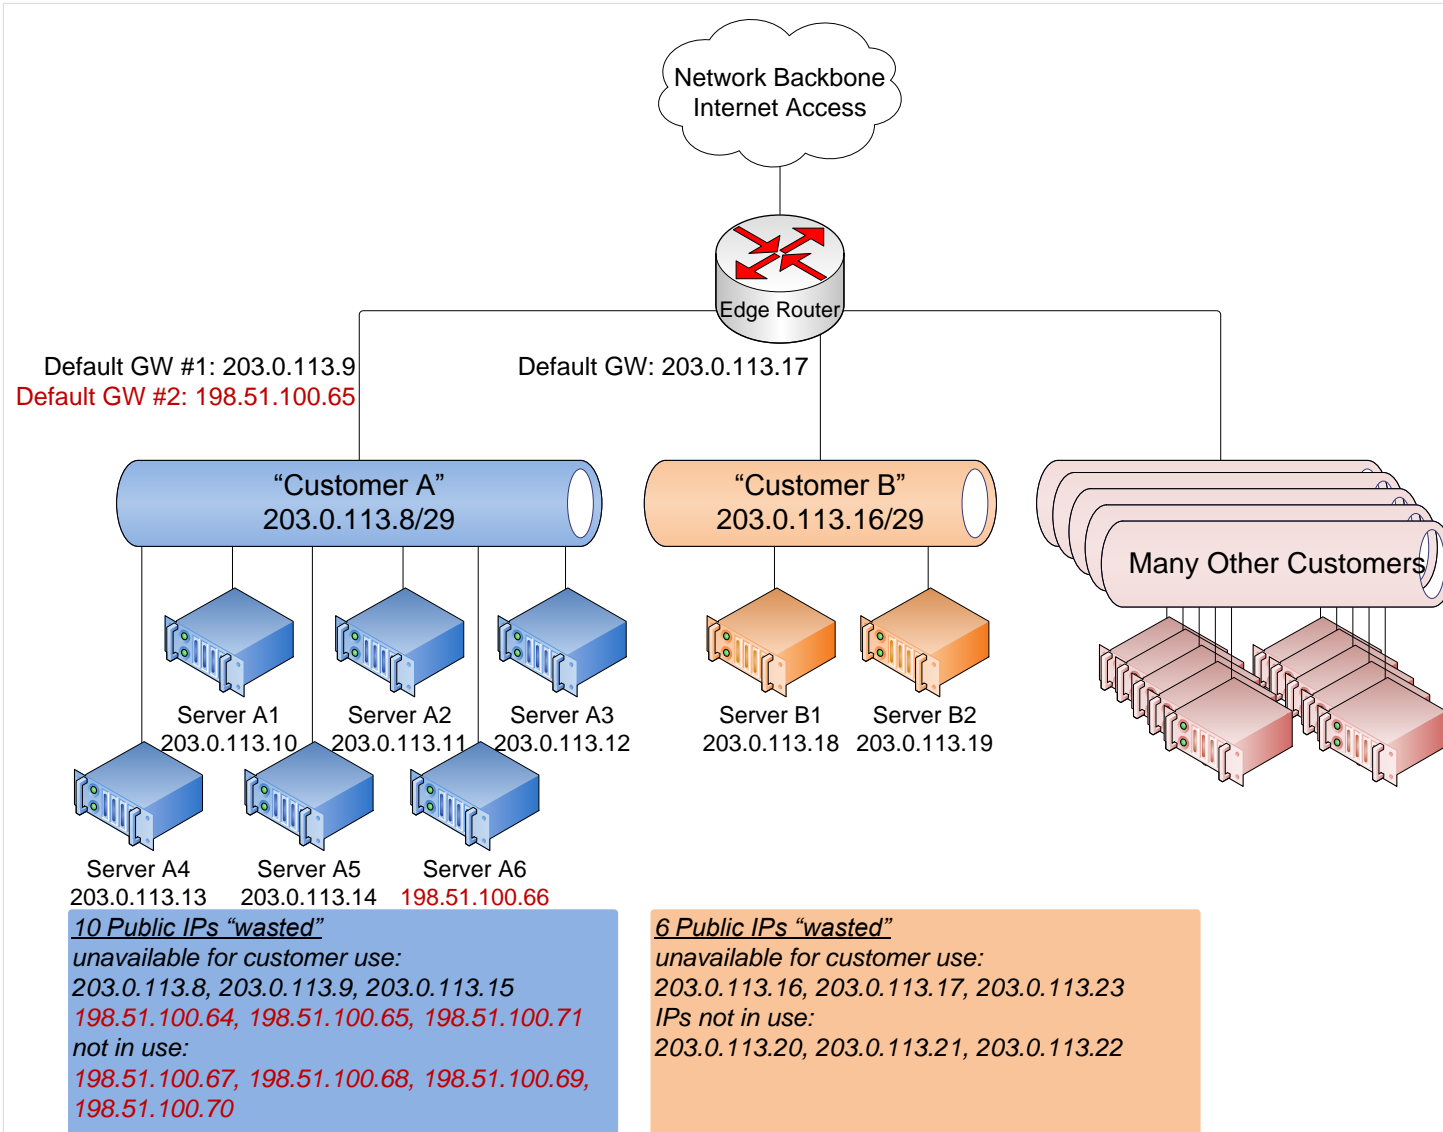 Network Backbone
Internet Access
Edge Router
Default GW #1: 203.0.113.9
Default GW #2: 198.51.100.65
Default GW: 203.0.113.17
“Customer A”
203.0.113.8/29
“Customer B”
203.0.113.16/29
Many Other Customers
Server A1
203.0.113.10
Server A2
203.0.113.11
Server A3
203.0.113.12
Server B1
203.0.113.18
Server B2
203.0.113.19
Server A4
203.0.113.13
Server A5
203.0.113.14
Server A6
198.51.100.66
10 Public IPs “wasted”
unavailable for customer use:
203.0.113.8, 203.0.113.9, 203.0.113.15
198.51.100.64, 198.51.100.65, 198.51.100.71
not in use:
198.51.100.67, 198.51.100.68, 198.51.100.69,
198.51.100.70
6 Public IPs “wasted”
unavailable for customer use:
203.0.113.16, 203.0.113.17, 203.0.113.23
IPs not in use:
203.0.113.20, 203.0.113.21, 203.0.113.22